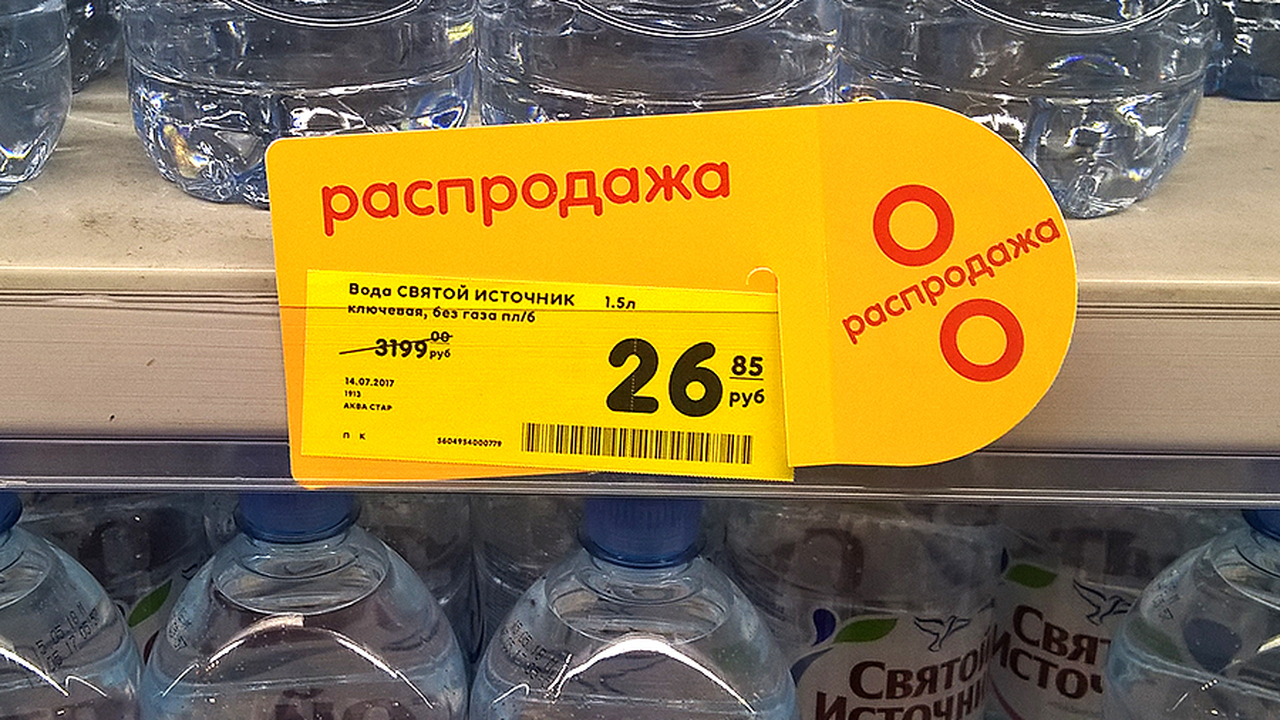 распродажа
распродажа
Вода СВЯТОЙ ИСТОЧНИК 1.5л
ключевая, без газа пл/б
3199 00 руб
26 85 руб
14.07.2017
1913
АКВА СТАР
П К
5604954000779
СВЯТОЙ
ИСТОЧНИК